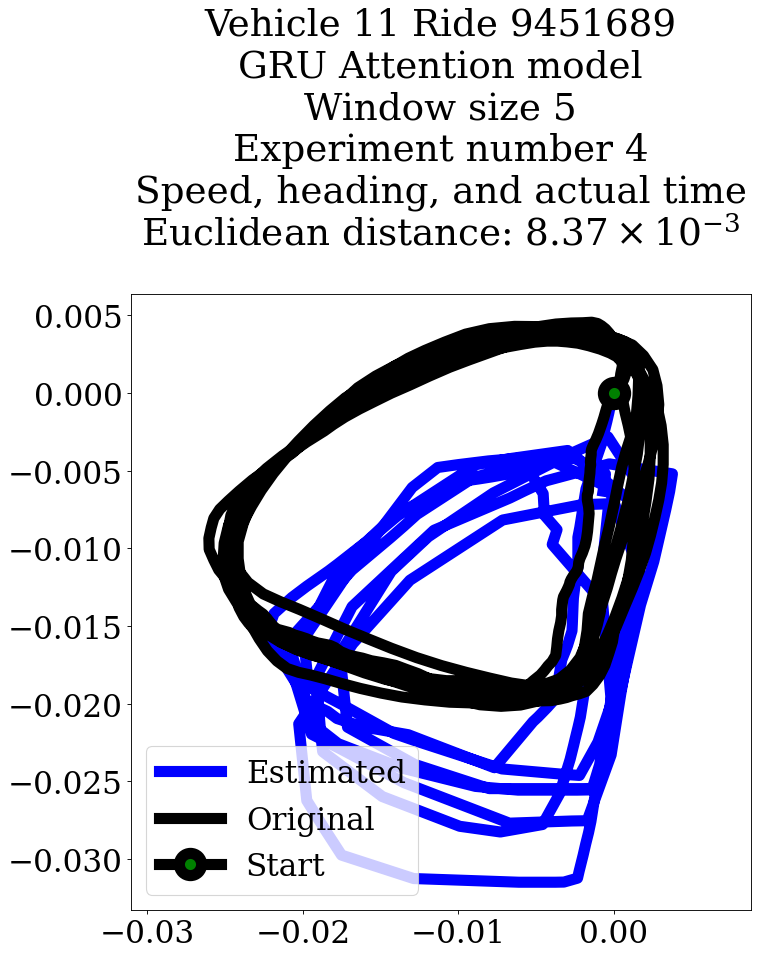 Vehicle 11 Ride 9451689
GRU Attention model
Window size 5
Experiment number 4
Speed, heading, and actual time
Euclidean distance: 8.37 × 10⁻³
0.005
0.000
−0.005
−0.010
−0.015
−0.020
−0.025
−0.030
Estimated
Original
Start
−0.03
−0.02
−0.01
0.00